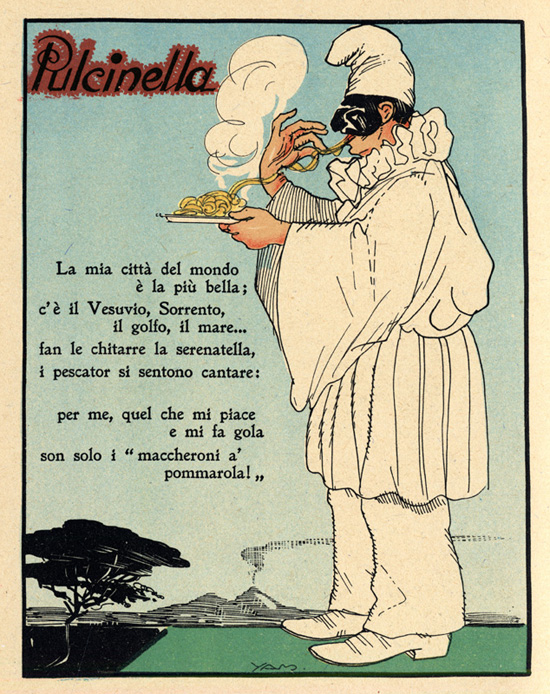 Pulcinella
La mia città del mondo
è la più bella;
c'è il Vesuvio, Sorrento,
il golfo, il mare...
fan le chitarre la serenatella,
i pescator si sentono cantare:
per me, quel che mi piace
e mi fa gola
son solo i “ maccheroni a'
pommarola! „
YAM.